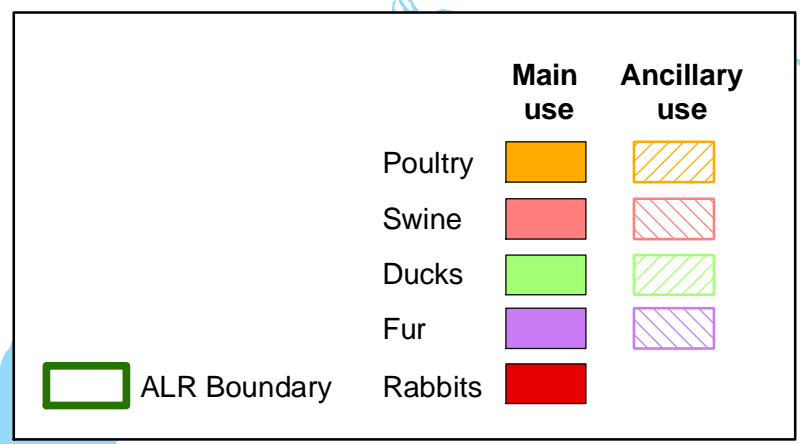 Main Ancillary
use use
Poultry
Swine
Ducks
Fur
ALR Boundary Rabbits